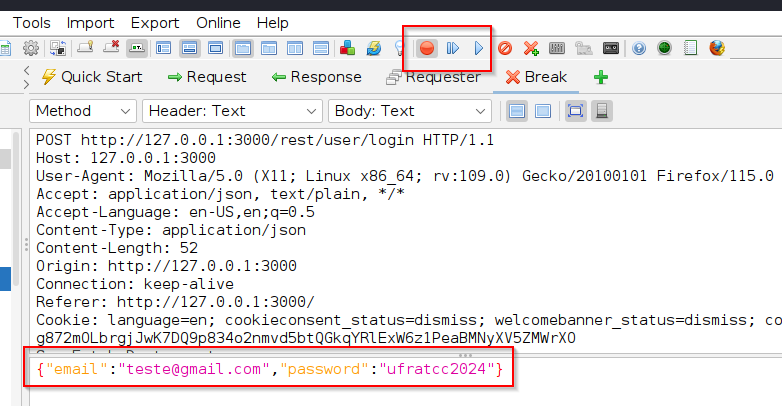 Tools Import Export Online Help
Quick Start Request Response Requester Break
Method Header: Text Body: Text
POST http://127.0.0.1:3000/rest/user/login HTTP/1.1
Host: 127.0.0.1:3000
User-Agent: Mozilla/5.0 (X11; Linux x86_64; rv:109.0) Gecko/20100101 Firefox/115.0
Accept: application/json, text/plain, */*
Accept-Language: en-US,en;q=0.5
Content-Type: application/json
Content-Length: 52
Origin: http://127.0.0.1:3000
Connection: keep-alive
Referer: http://127.0.0.1:3000/
Cookie: language=en; cookieconsent_status=dismiss; welcomebanner_status=dismiss; co
g872mOLbrgjJwK7DQ9p834o2nmvd5btQGkqYRlExW6z1PeaBMNyXV5ZMWrXO
{"email":"teste@gmail.com","password":"ufratcc2024"}